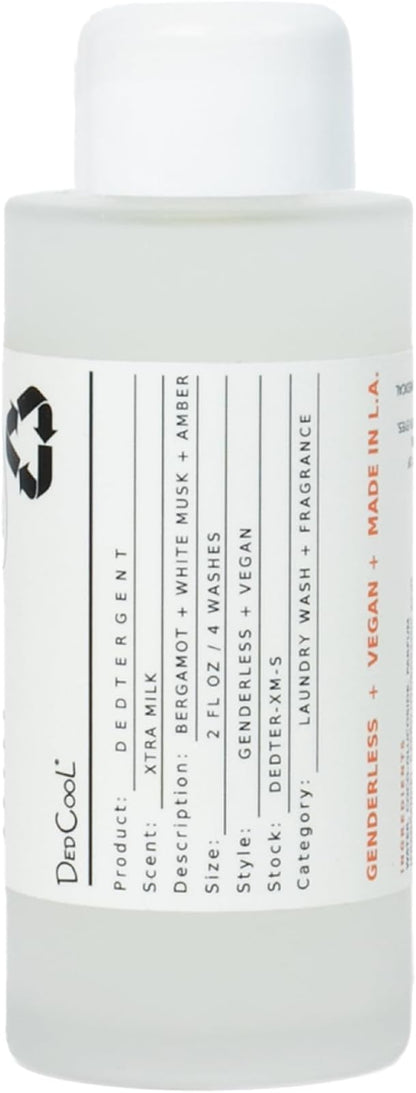 DEDCOOL
Product: DEDTERGENT
Scent: XTRA MILK
Description: BERGAMOT + WHITE MUSK + AMBER
Size: 2 FL OZ / 4 WASHES
Style: GENDERLESS + VEGAN
Stock: DEDTER-XM-S
Category: LAUNDRY WASH + FRAGRANCE
GENDERLESS + VEGAN + MADE IN L.A.
INGREDIENTS